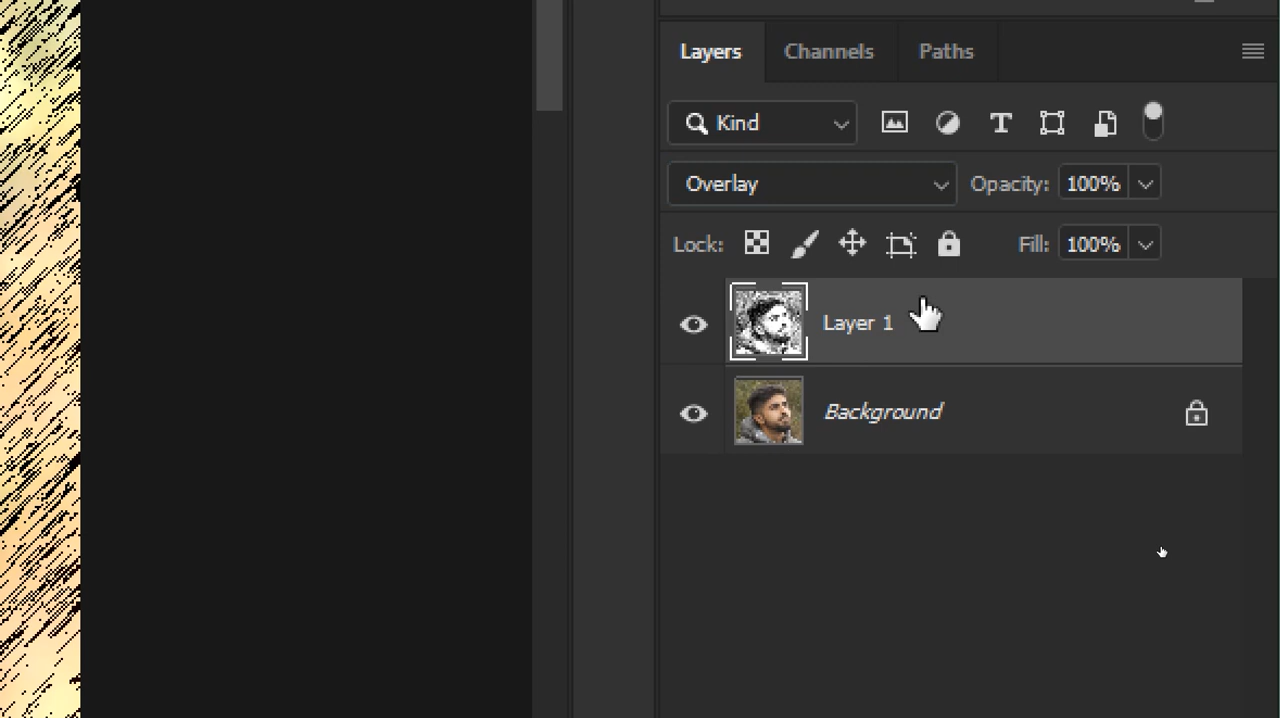 Layers Channels Paths
Kind
Overlay Opacity: 100%
Lock: Fill: 100%
Layer 1
Background